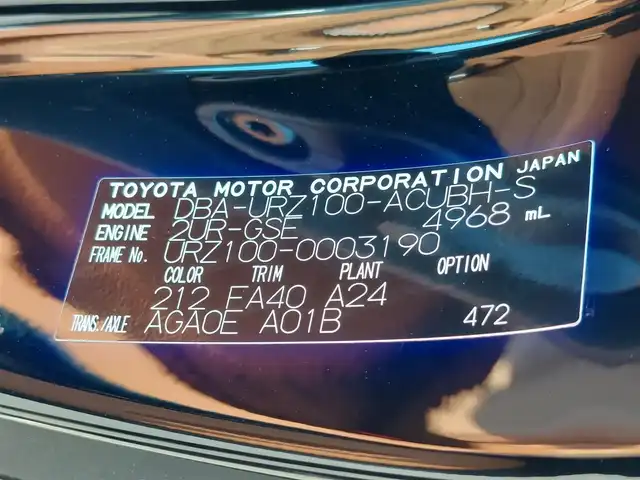 TOYOTA MOTOR CORPORATION JAPAN
MODEL DBA-URZ100-ACUBH-S
ENGINE 2UR-GSE 4968 mL
FRAME No. URZ100-0003190
COLOR TRIM PLANT OPTION
212 FA40 A24
TRANS./AXLE AGA0E A01B 472